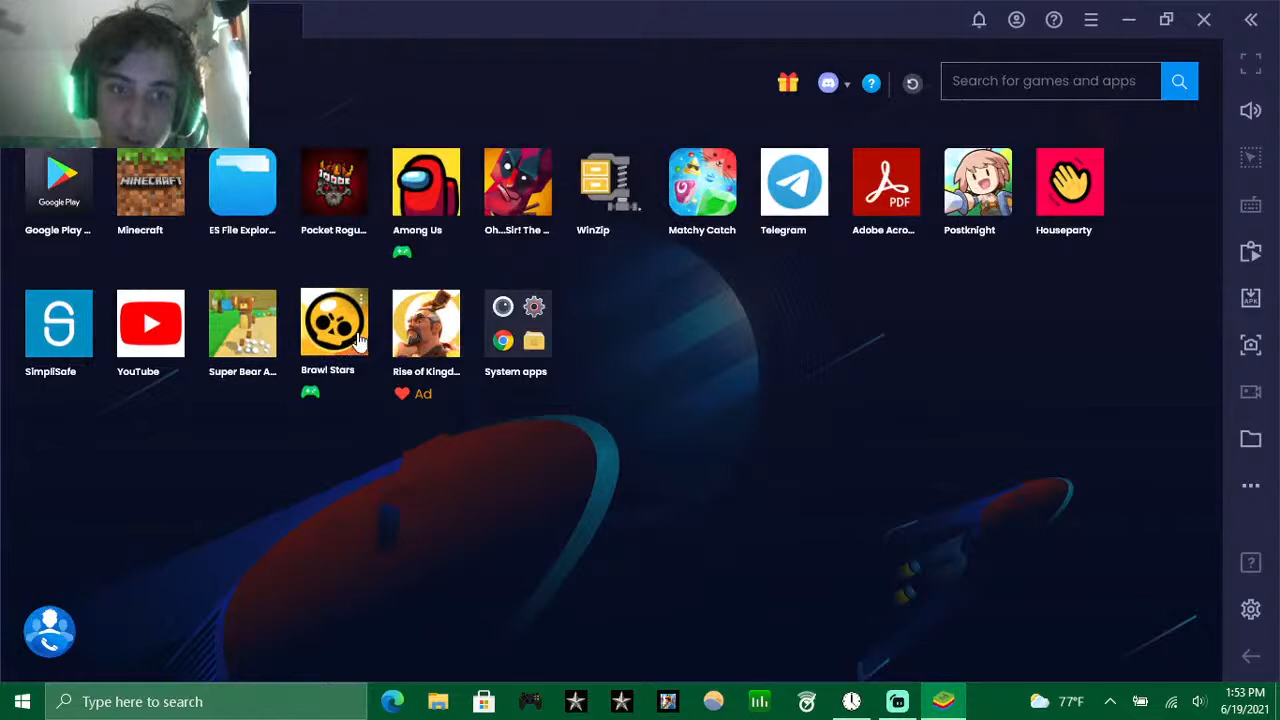 Search for games and apps
Google Play
MINECRAFT
PDF
Google Play ...
Minecraft
ES File Explor...
Pocket Rogu...
Among Us
Oh...Sir! The ...
WinZip
Matchy Catch
Telegram
Adobe Acro...
Postknight
Houseparty
SimpliSafe
YouTube
Super Bear A...
Brawl Stars
Rise of Kingd...
System apps
Ad
APK
Type here to search
77°F
1:53 PM
6/19/2021